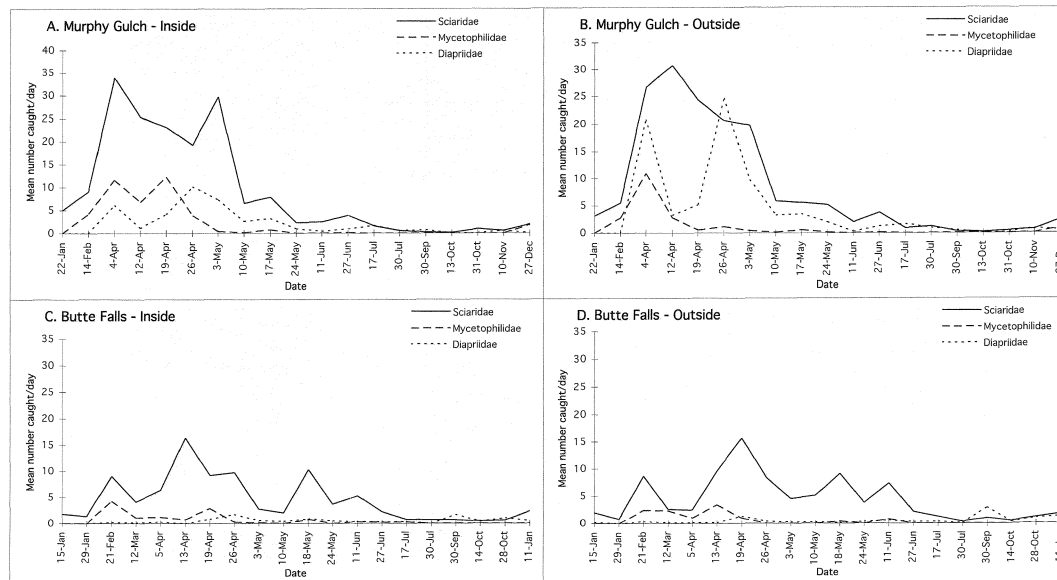 A. Murphy Gulch - Inside
Sciaridae
Mycetophilidae
Diapriidae
Mean number caught/day
40
35
30
25
20
15
10
5
0
22-Jan
14-Feb
4-Apr
12-Apr
19-Apr
26-Apr
3-May
10-May
17-May
24-May
11-Jun
27-Jun
17-Jul
30-Jul
30-Sep
13-Oct
31-Oct
10-Nov
27-Dec
Date
B. Murphy Gulch - Outside
Sciaridae
Mycetophilidae
Diapriidae
Mean number caught/day
35
30
25
20
15
10
5
0
22-Jan
14-Feb
4-Apr
12-Apr
19-Apr
26-Apr
3-May
10-May
17-May
24-May
11-Jun
27-Jun
17-Jul
30-Jul
30-Sep
13-Oct
31-Oct
10-Nov
Date
C. Butte Falls - Inside
Sciaridae
Mycetophilidae
Diapriidae
Mean number caught/day
35
30
25
20
15
10
5
0
15-Jan
29-Jan
21-Feb
12-Mar
5-Apr
13-Apr
19-Apr
26-Apr
3-May
10-May
18-May
24-May
11-Jun
27-Jun
17-Jul
30-Jul
30-Sep
14-Oct
28-Oct
11-Jan
Date
D. Butte Falls - Outside
Sciaridae
Mycetophilidae
Diapriidae
Mean number caught/day
35
30
25
20
15
10
5
0
15-Jan
29-Jan
21-Feb
12-Mar
5-Apr
13-Apr
19-Apr
26-Apr
3-May
10-May
18-May
24-May
11-Jun
27-Jun
17-Jul
30-Jul
30-Sep
14-Oct
28-Oct
Date